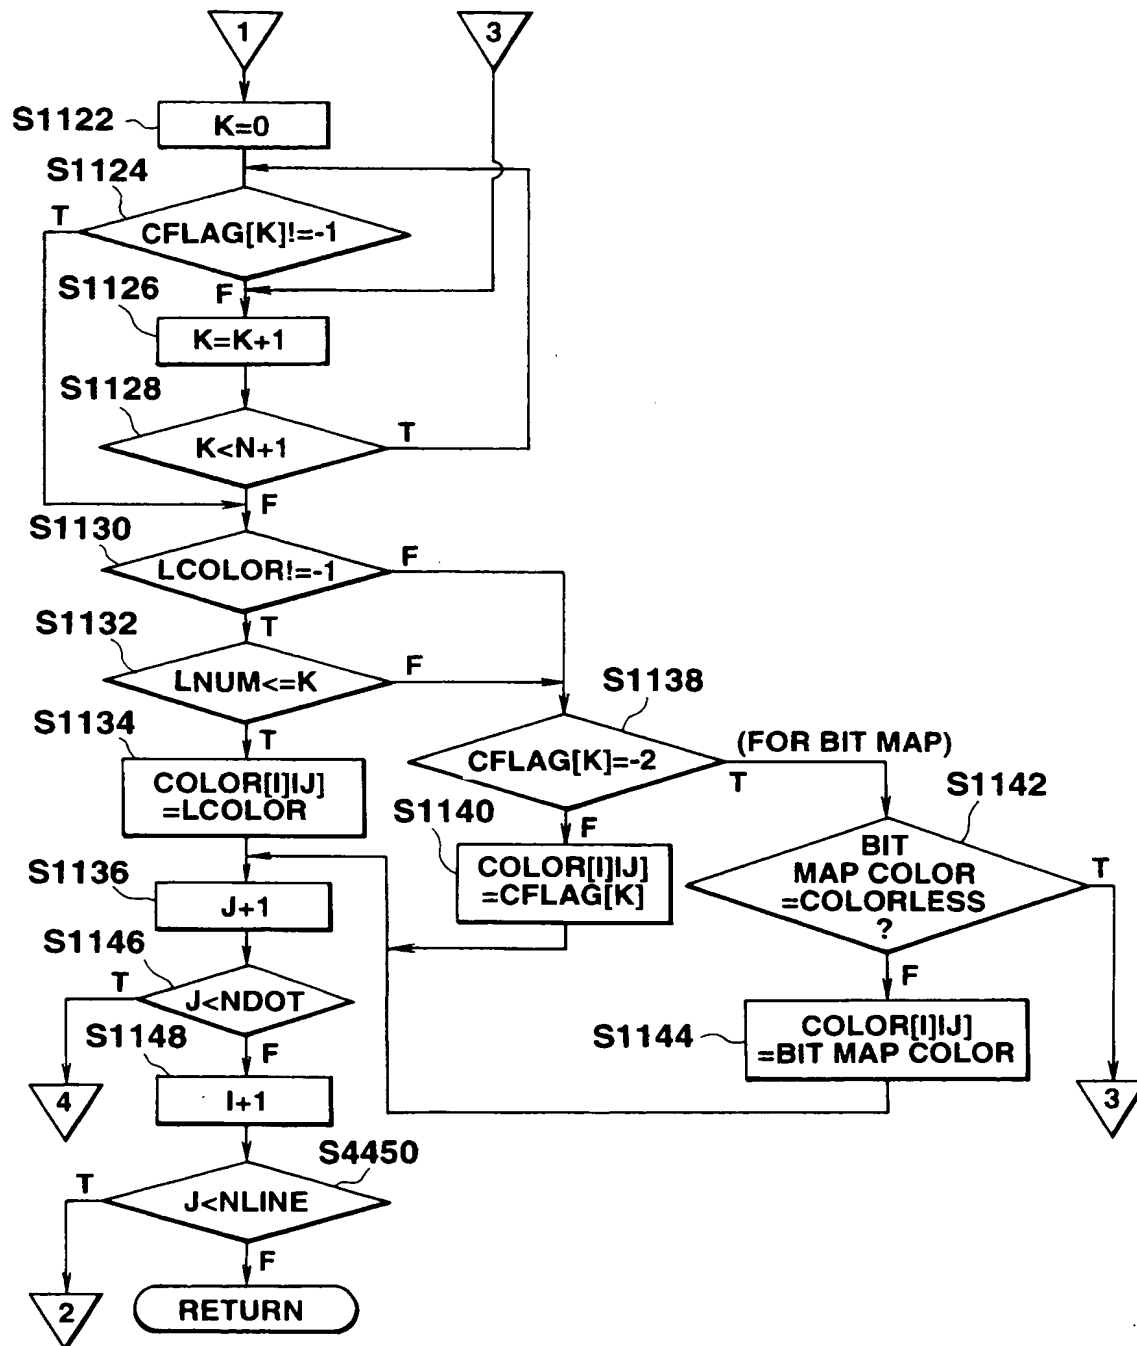 1
3
S1122
K=0
S1124
T
CFLAG[K]!=-1
S1126
F
K=K+1
S1128
K<N+1
T
F
S1130
LCOLOR!=-1
F
S1132
T
LNUM<=K
F
S1138
S1134
T
CFLAG[K]=-2
(FOR BIT MAP)
T
COLOR[I]IJ]
=LCOLOR
S1140
F
S1142
COLOR[I]IJ]
=CFLAG[K]
BIT
MAP COLOR
=COLORLESS
?
T
S1136
J+1
S1146
T
J<NDOT
F
S1144
COLOR[I]IJ]
=BIT MAP COLOR
S1148
F
4
I+1
3
S4450
T
J<NLINE
F
2
RETURN